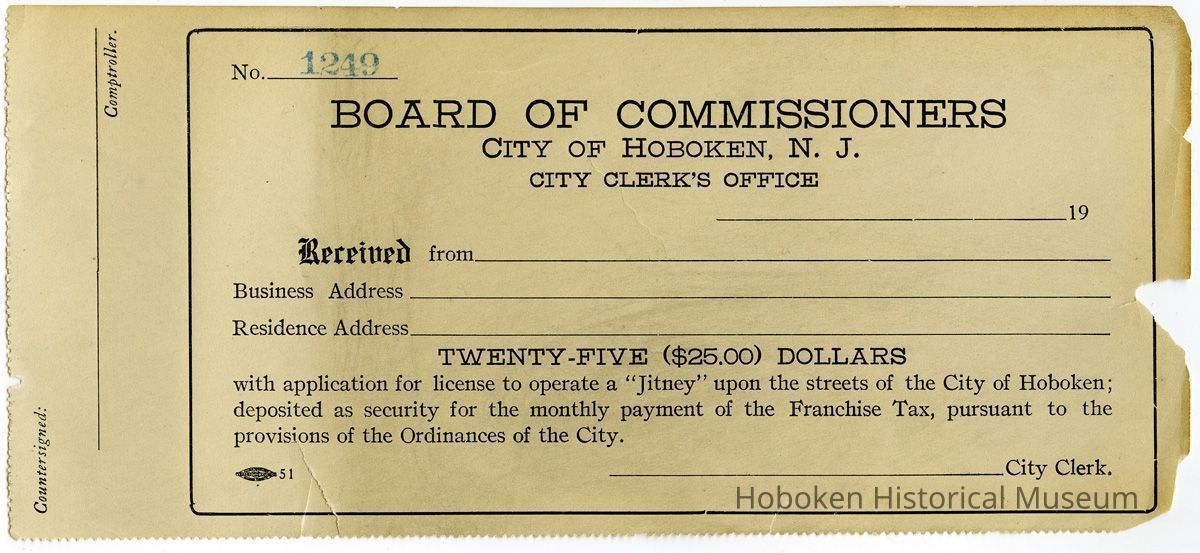 No. 1249
BOARD OF COMMISSIONERS
CITY OF HOBOKEN, N. J.
CITY CLERK'S OFFICE
19
Received from
Business Address
Residence Address
TWENTY-FIVE ($25.00) DOLLARS
with application for license to operate a "Jitney" upon the streets of the City of Hoboken;
deposited as security for the monthly payment of the Franchise Tax, pursuant to the
provisions of the Ordinances of the City.
51
City Clerk.
Countersigned:
Comptroller.
Hoboken Historical Museum